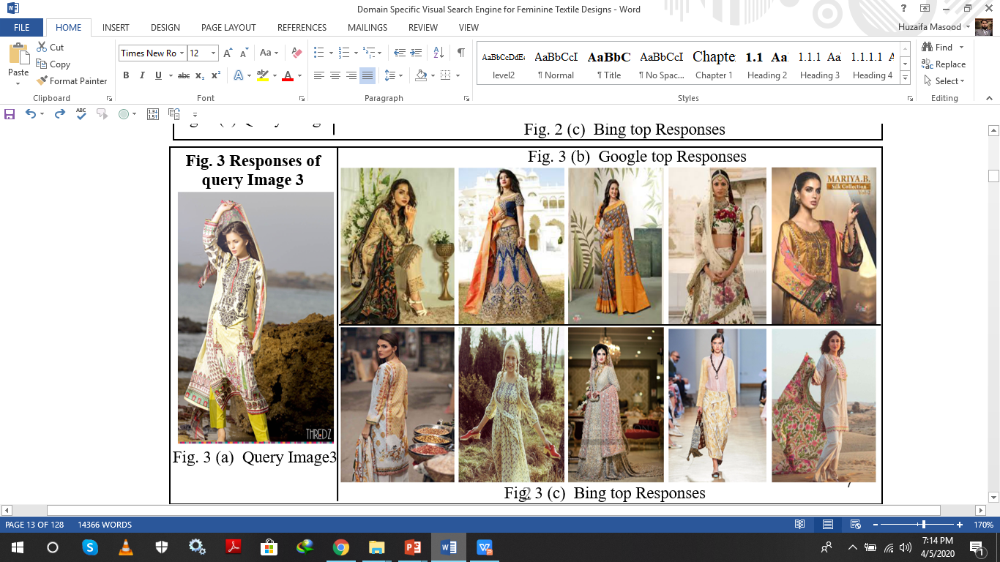 Domain Specific Visual Search Engine for Feminine Textile Designs - Word
FILE HOME INSERT DESIGN PAGE LAYOUT REFERENCES MAILINGS REVIEW VIEW
Huzaifa Masood
Paste
Cut
Copy
Format Painter
Clipboard
Times New Ro 12
Font
Paragraph
AaBbCcDdEe AaBbCcI AaBbC AaBbCcI Chapte 1.1 Aa 1.1.1 Aa 1.1.1.1 A
level2 ¶ Normal ¶ Title ¶ No Spac... Chapter 1 Heading 2 Heading 3 Heading 4
Styles
Find
Replace
Select
Editing
Fig. 2 (c) Bing top Responses
Fig. 3 Responses of
query Image 3
THREDZ
Fig. 3 (a) Query Image3
Fig. 3 (b) Google top Responses
MARIYA.B.
Silk Collection
Fig. 3 (c) Bing top Responses
2
PAGE 13 OF 128 14366 WORDS
170%
7:14 PM
4/5/2020
1